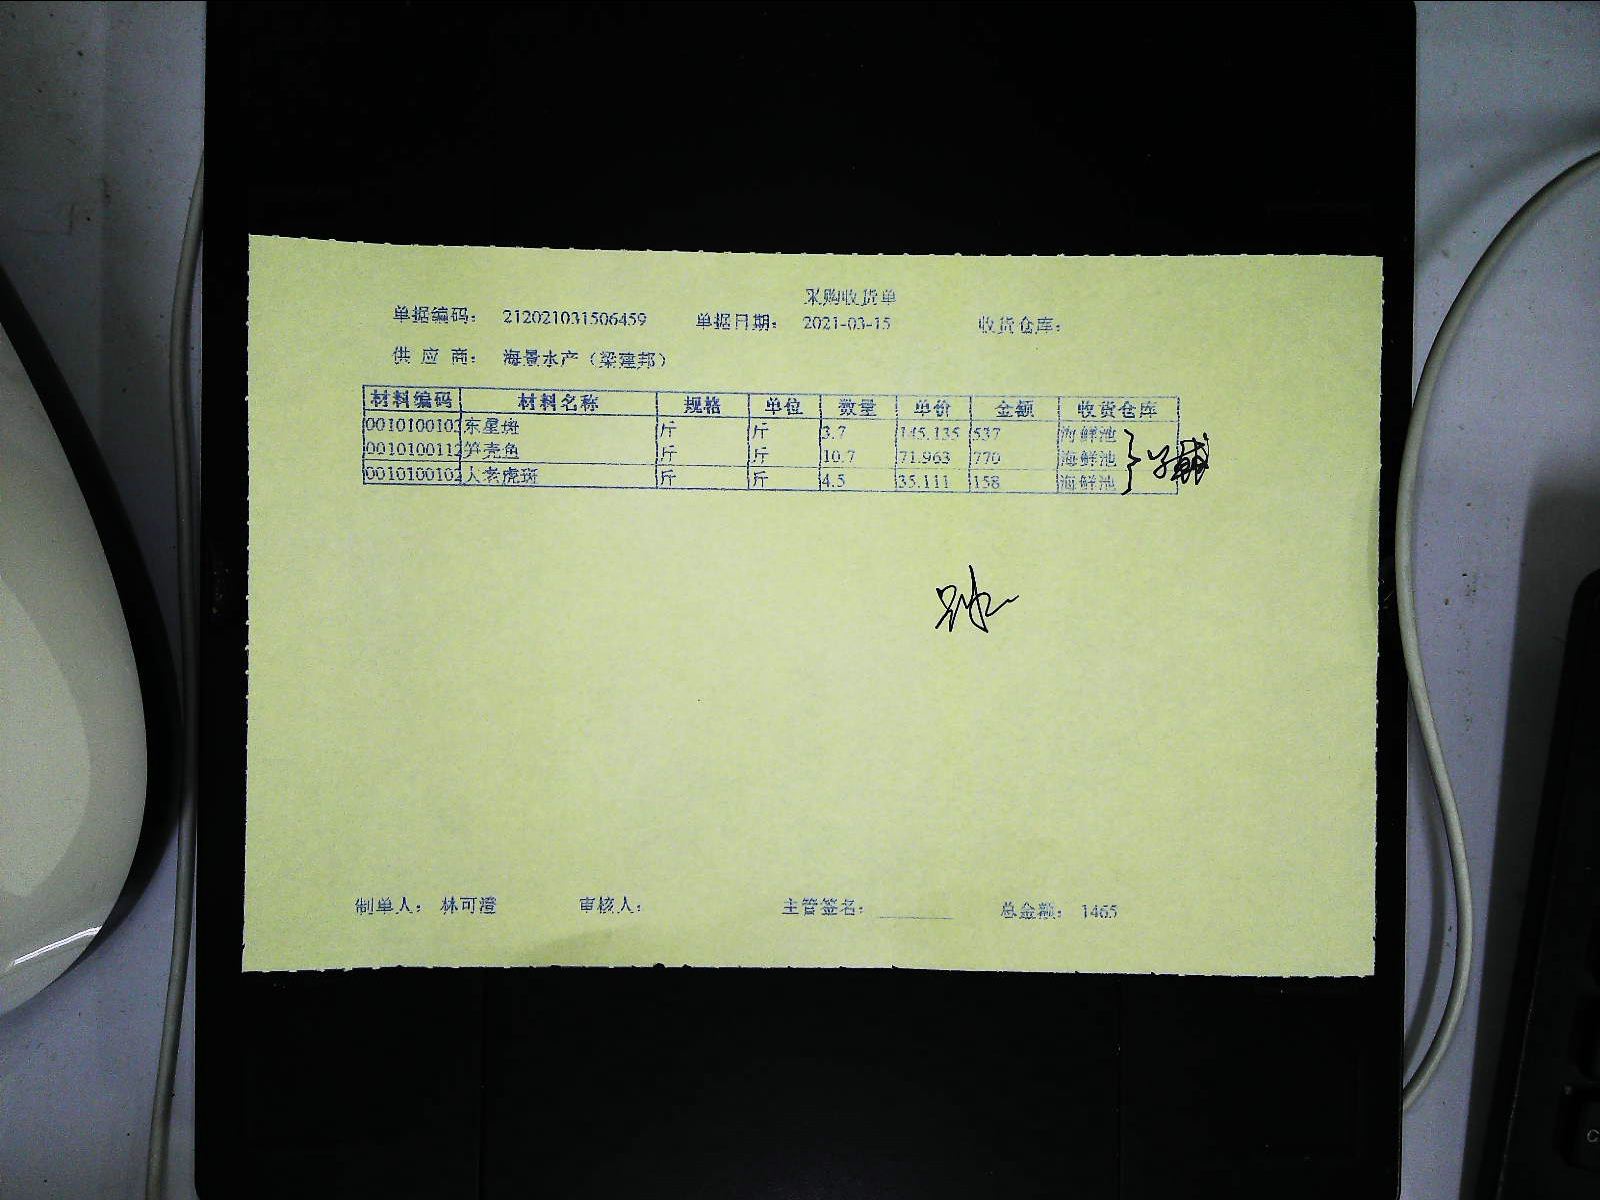 采购收货单
单据编码： 212021031506459 单据日期： 2021-03-15 收货仓库：
供 应 商： 海景水产（梁建邦）
材料编码 材料名称 规格 单位 数量 单价 金额 收货仓库
0010100103 东星斑 斤 斤 3.7 145.135 537 海鲜池
0010100112 笋壳鱼 斤 斤 10.7 71.963 770 海鲜池
0010100102 大老虎斑 斤 斤 4.5 35.111 158 海鲜池
制单人： 林可澄 审核人： 主管签名： 总金额： 1465